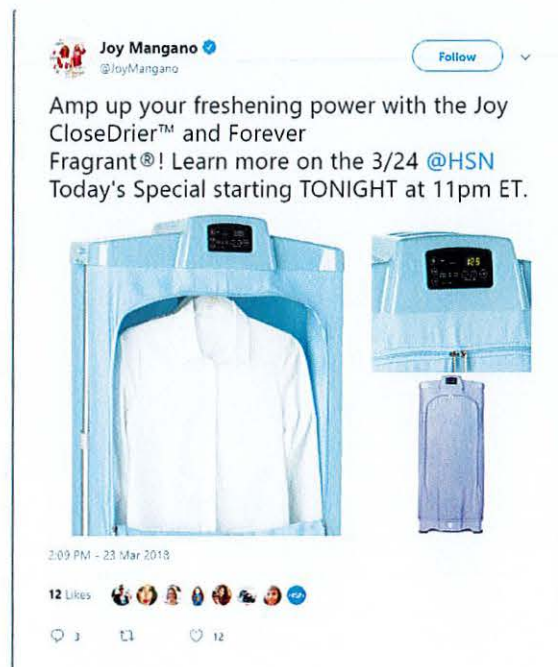 Joy Mangano
@JoyMangano
Follow
Amp up your freshening power with the Joy
CloseDrier™ and Forever
Fragrant®! Learn more on the 3/24 @HSN
Today's Special starting TONIGHT at 11pm ET.
2:09 PM - 23 Mar 2018
12 Likes
3
12